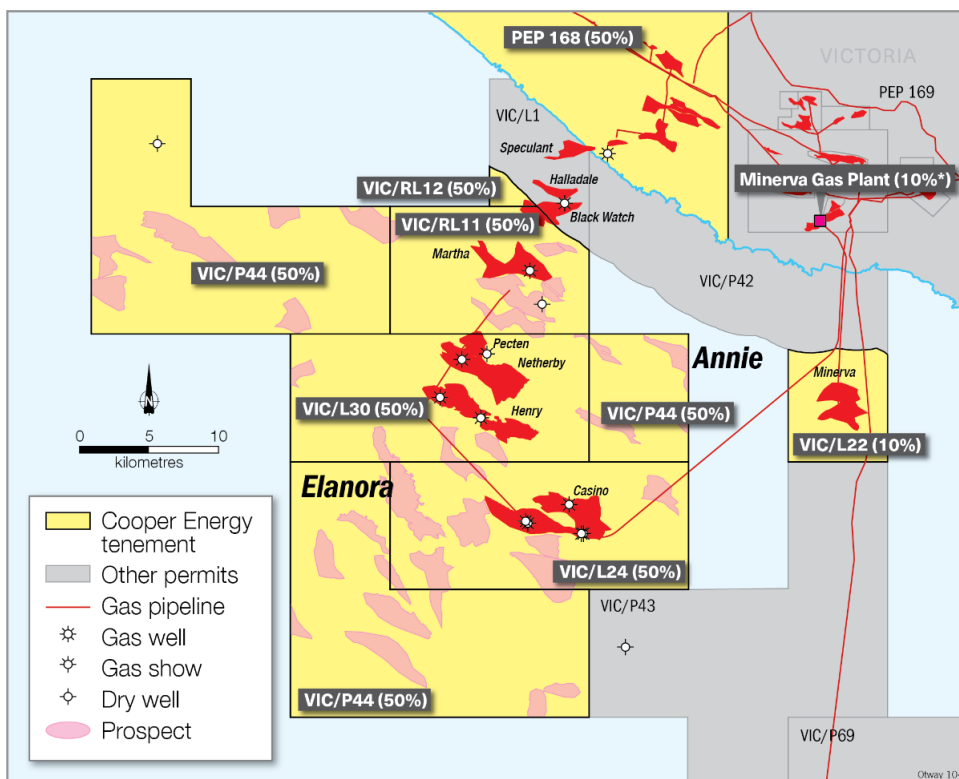 PEP 168 (50%)
VICTORIA
PEP 169
VIC/L1
Speculant
Minerva Gas Plant (10%*)
VIC/RL12 (50%)
Halladale
Black Watch
VIC/RL11 (50%)
Martha
VIC/P44 (50%)
VIC/P42
Pecten
Annie
Netherby
Minerva
N
VIC/L30 (50%)
Henry
VIC/P44 (50%)
0 5 10
kilometres
VIC/L22 (10%)
Elanora
Casino
VIC/L24 (50%)
Cooper Energy
tenement
Other permits
Gas pipeline
Gas well
Gas show
Dry well
Prospect
VIC/P43
VIC/P44 (50%)
VIC/P69
Otway 10-